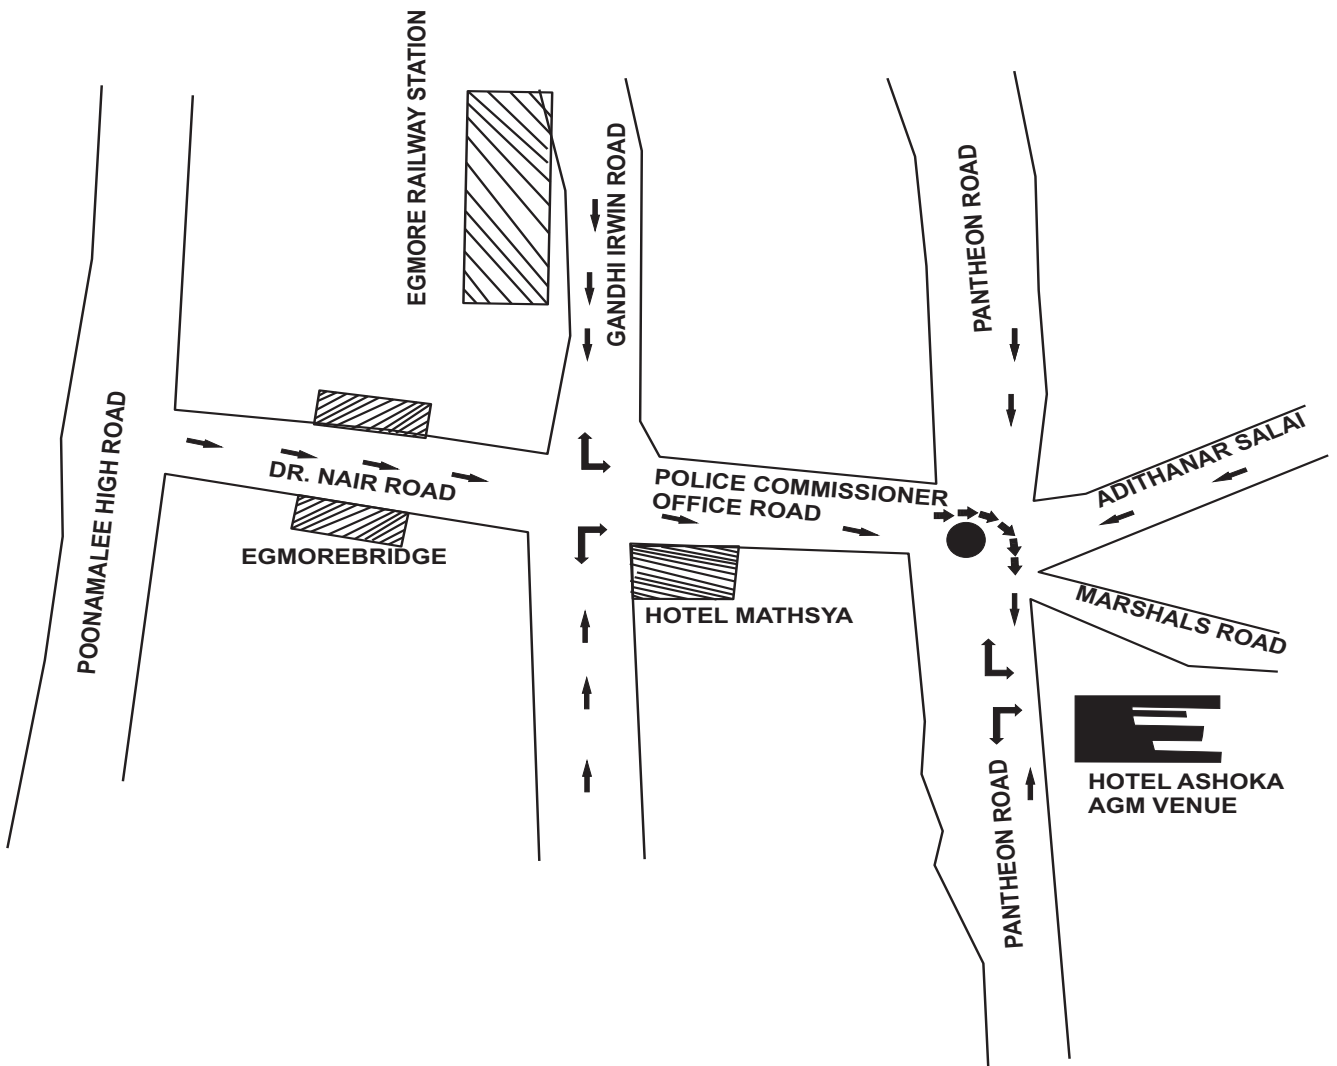 EGMORE RAILWAY STATION
GANDHI IRWIN ROAD
PANTHEON ROAD
POONAMALEE HIGH ROAD
DR. NAIR ROAD
EGMOREBRIDGE
POLICE COMMISSIONER
OFFICE ROAD
ADITHANAR SALAI
HOTEL MATHSYA
MARSHALS ROAD
HOTEL ASHOKA
AGM VENUE
PANTHEON ROAD